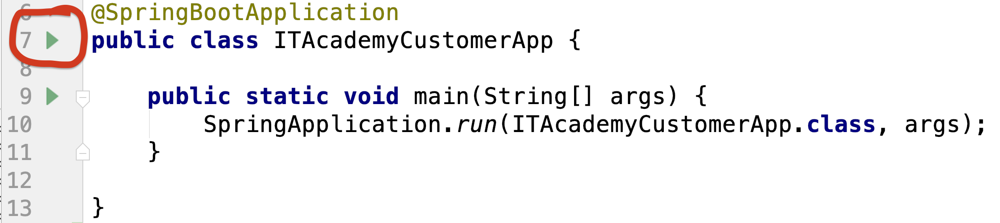 6 @SpringBootApplication
7 public class ITAcademyCustomerApp {
8
9 public static void main(String[] args) {
10 SpringApplication.run(ITAcademyCustomerApp.class, args);
11 }
12
13 }